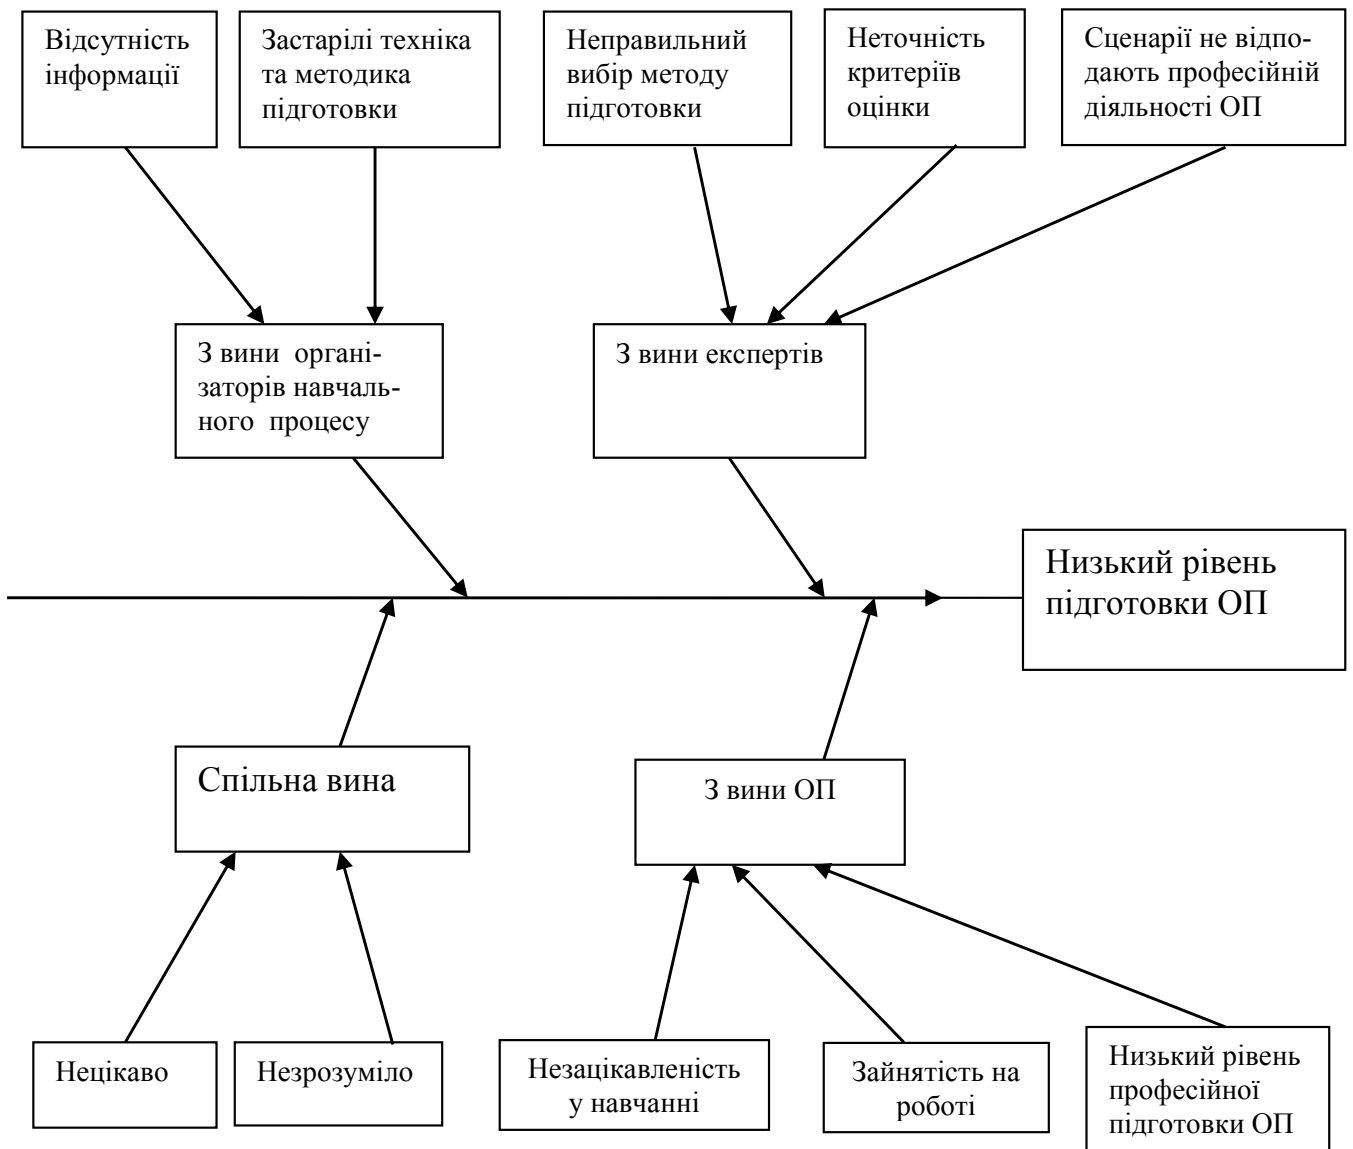 Відсутність
інформації
Застарілі техніка
та методика
підготовки
Неправильний
вибір методу
підготовки
Неточність
критеріїв
оцінки
Сценарії не відпо-
дають професійній
діяльності ОП
З вини органі-
заторів навчаль-
ного процесу
З вини експертів
Низький рівень
підготовки ОП
Спільна вина
З вини ОП
Нецікаво
Незрозуміло
Незацікавленість
у навчанні
Зайнятість на
роботі
Низький рівень
професійної
підготовки ОП